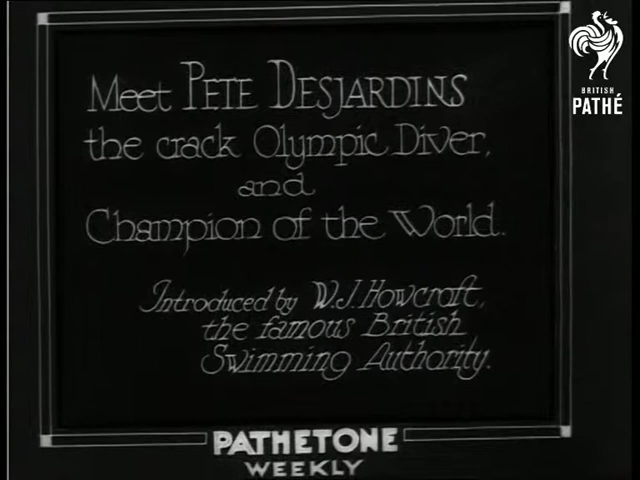 Meet PETE DESJARDINS
the crack Olympic Diver,
and
Champion of the World.
Introduced by W.J. Howcroft,
the famous British
Swimming Authority.
PATHETONE
WEEKLY
BRITISH
PATHÉ